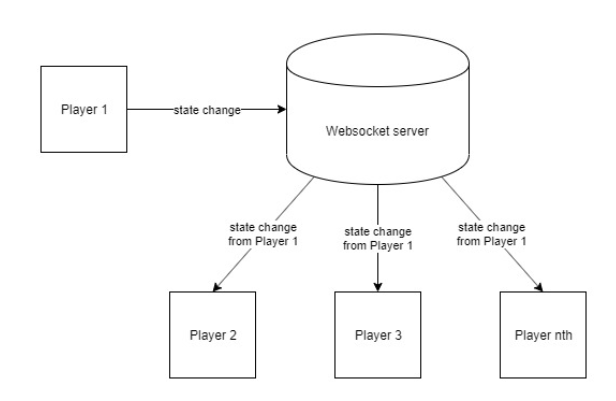 Player 1
state change
Websocket server
state change
from Player 1
state change
from Player 1
state change
from Player 1
Player 2
Player 3
Player nth